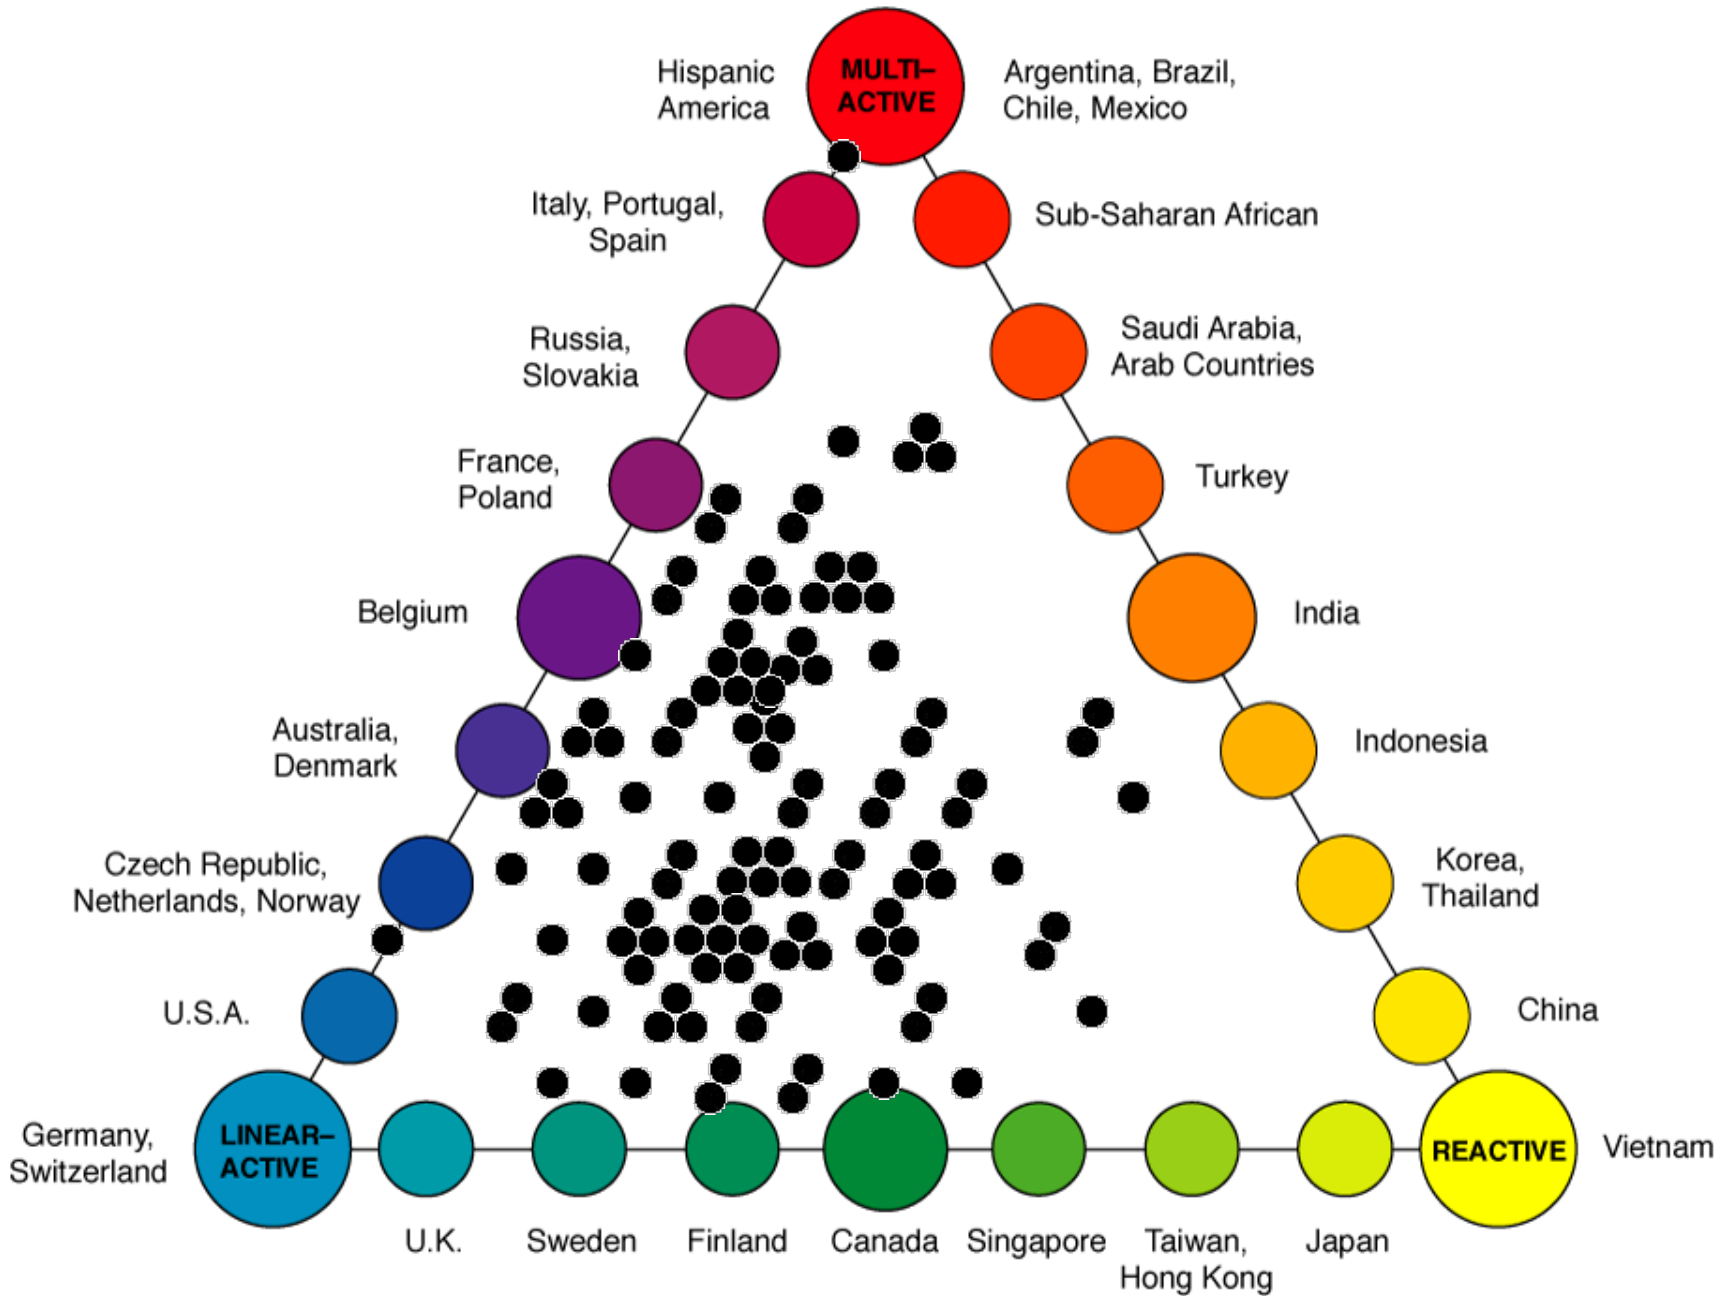 Hispanic
America
MULTI–
ACTIVE
Argentina, Brazil,
Chile, Mexico
Italy, Portugal,
Spain
Sub-Saharan African
Russia,
Slovakia
Saudi Arabia,
Arab Countries
France,
Poland
Turkey
Belgium
India
Australia,
Denmark
Indonesia
Czech Republic,
Netherlands, Norway
Korea,
Thailand
U.S.A.
China
Germany,
Switzerland
LINEAR–
ACTIVE
REACTIVE
Vietnam
U.K.
Sweden
Finland
Canada
Singapore
Taiwan,
Hong Kong
Japan